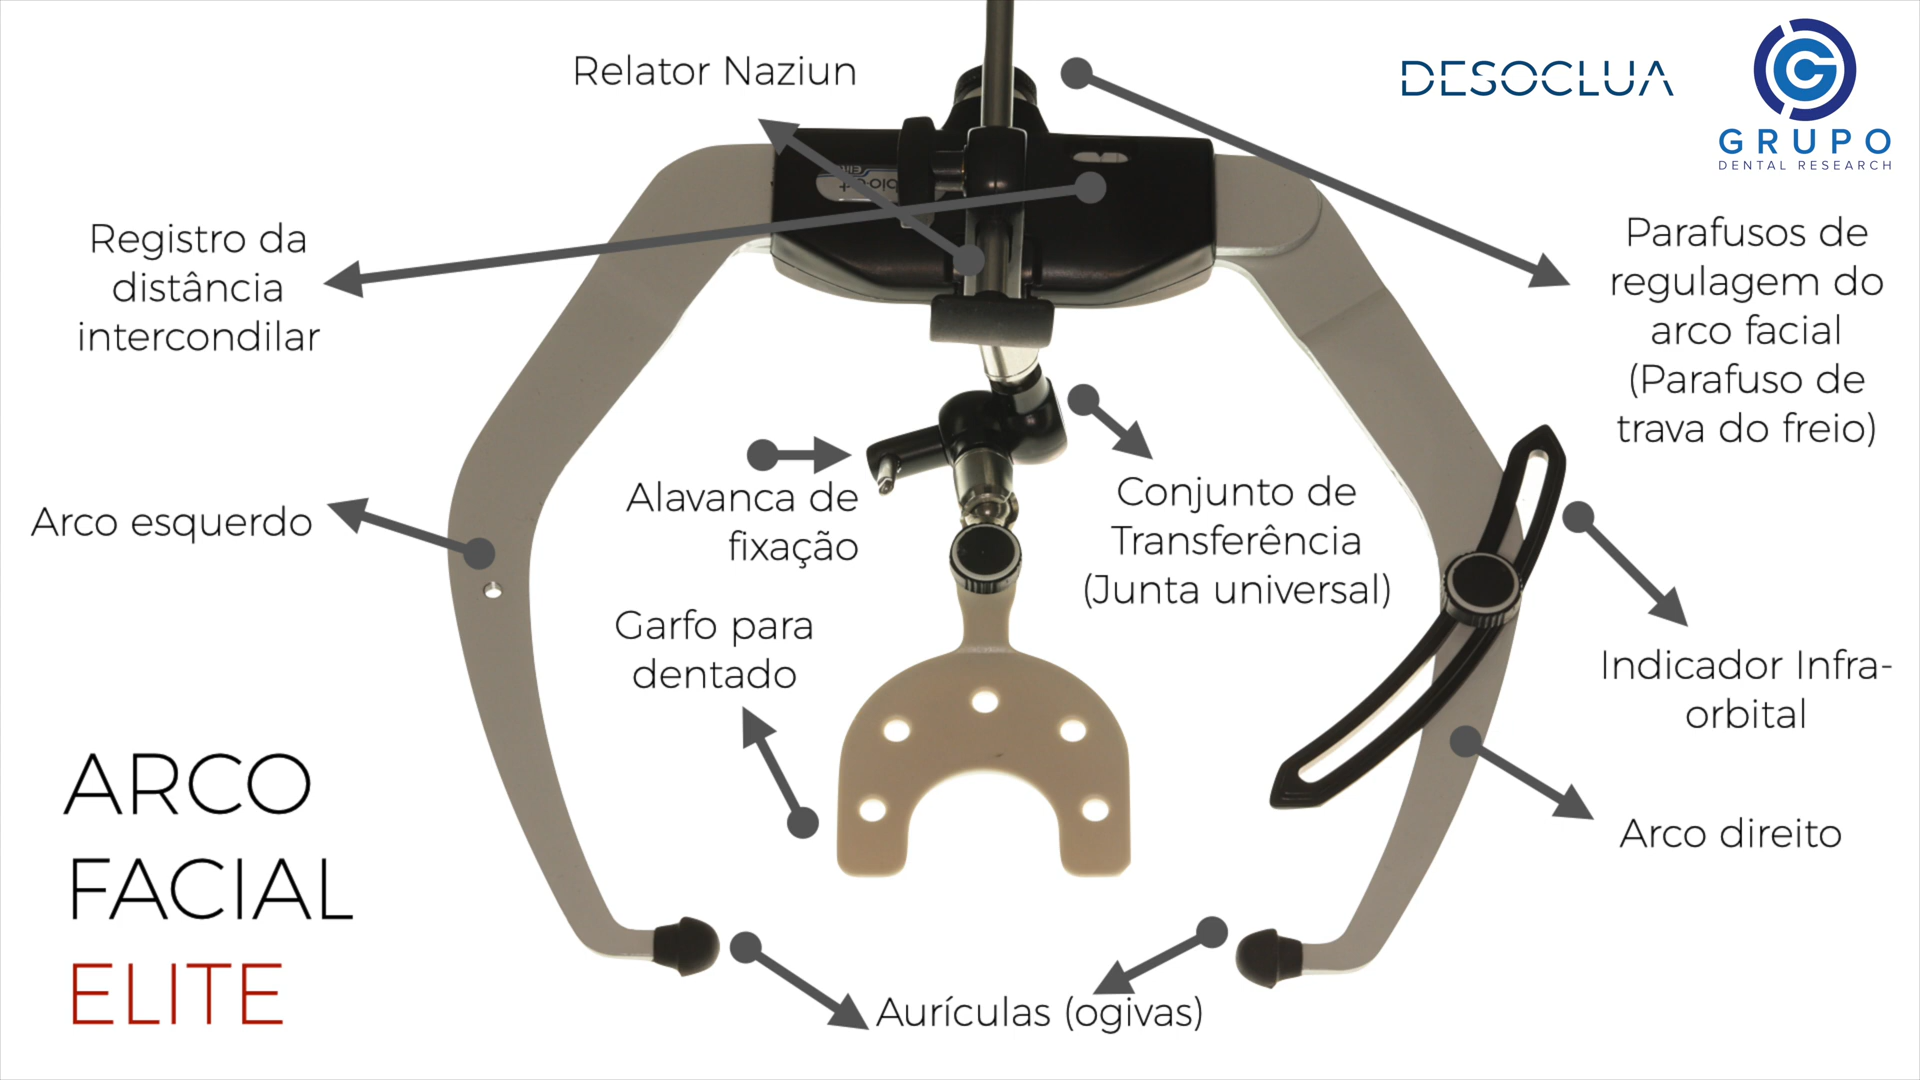 Relator Naziun
DESOCLUA
GRUPO
DENTAL RESEARCH
Registro da
distância
intercondilar
Parafusos de
regulagem do
arco facial
(Parafuso de
trava do freio)
Arco esquerdo
Alavanca de
fixação
Conjunto de
Transferência
(Junta universal)
Garfo para
dentado
Indicador Infra-
orbital
Arco direito
ARCO
FACIAL
ELITE
Aurículas (ogivas)